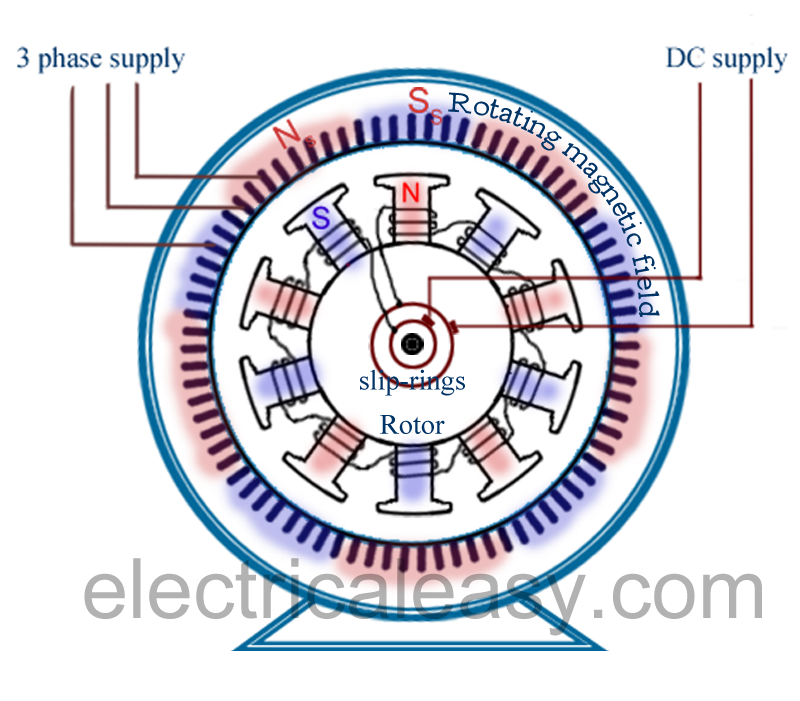 3 phase supply
DC supply
Ns
Ss
Rotating magnetic field
S
N
slip-rings
Rotor
electricaleasy.com